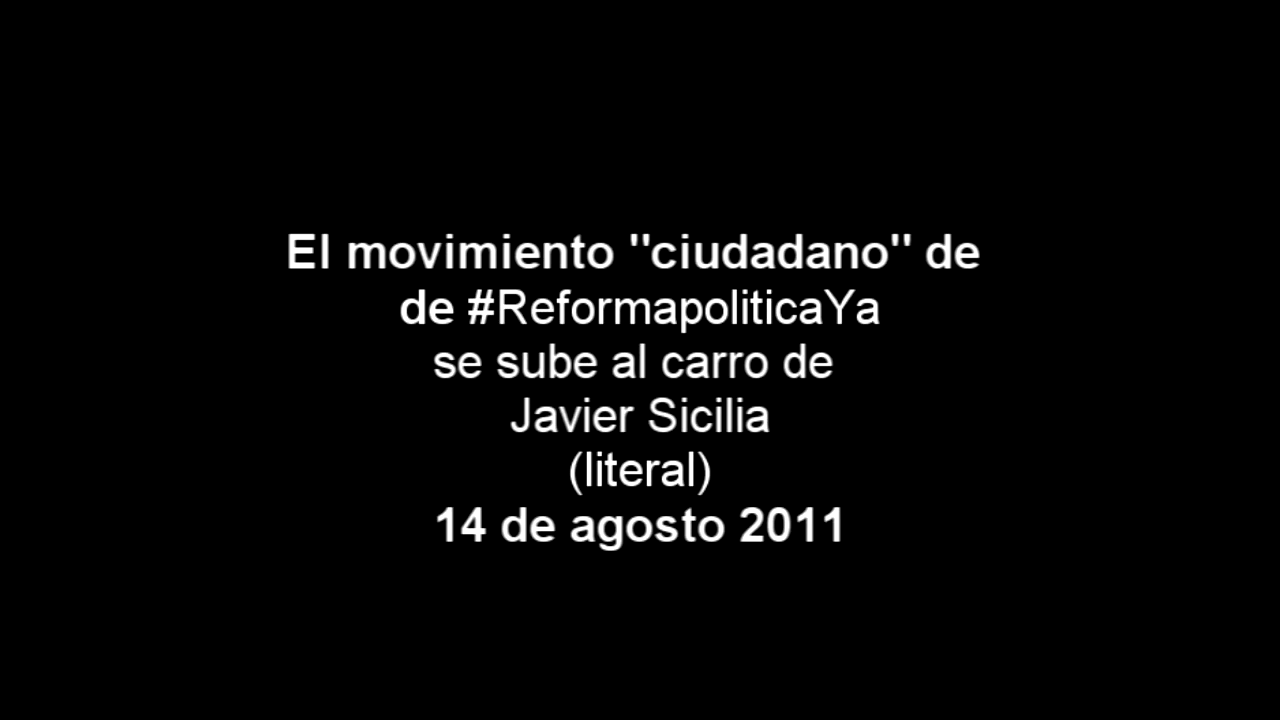 El movimiento "ciudadano" de
de #ReformapoliticaYa
se sube al carro de
Javier Sicilia
(literal)
14 de agosto 2011